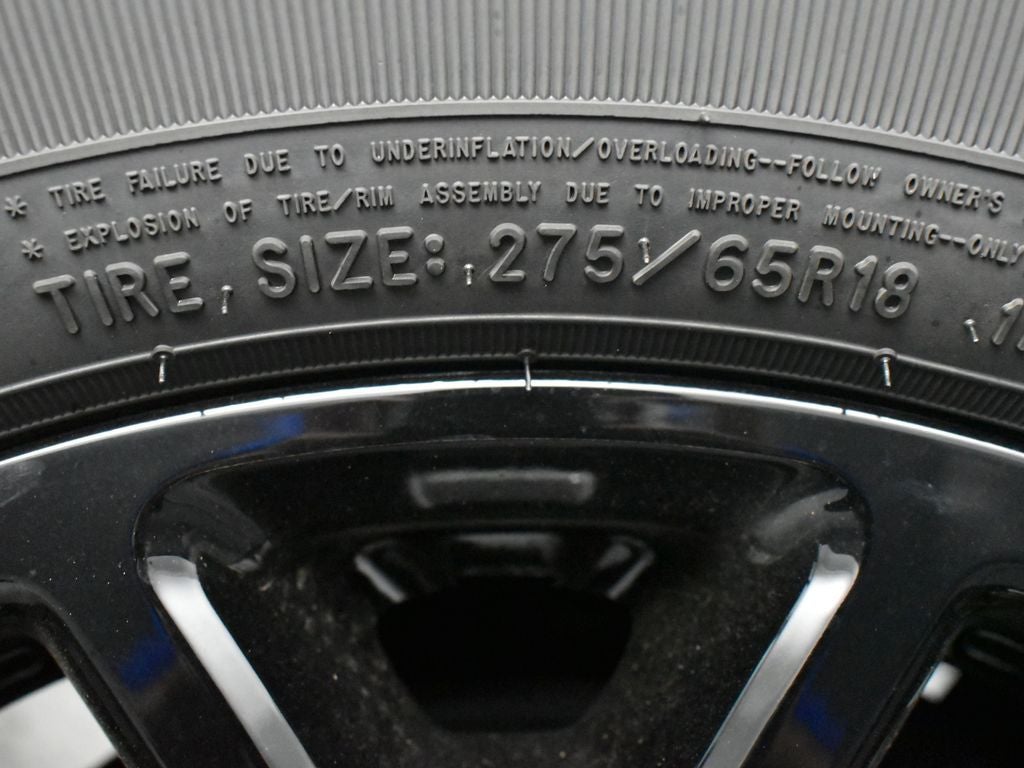 * TIRE FAILURE DUE TO UNDERINFLATION/OVERLOADING--FOLLOW OWNER'S
* EXPLOSION OF TIRE/RIM ASSEMBLY DUE TO IMPROPER MOUNTING--ONLY
TIRE SIZE: 275/65R18